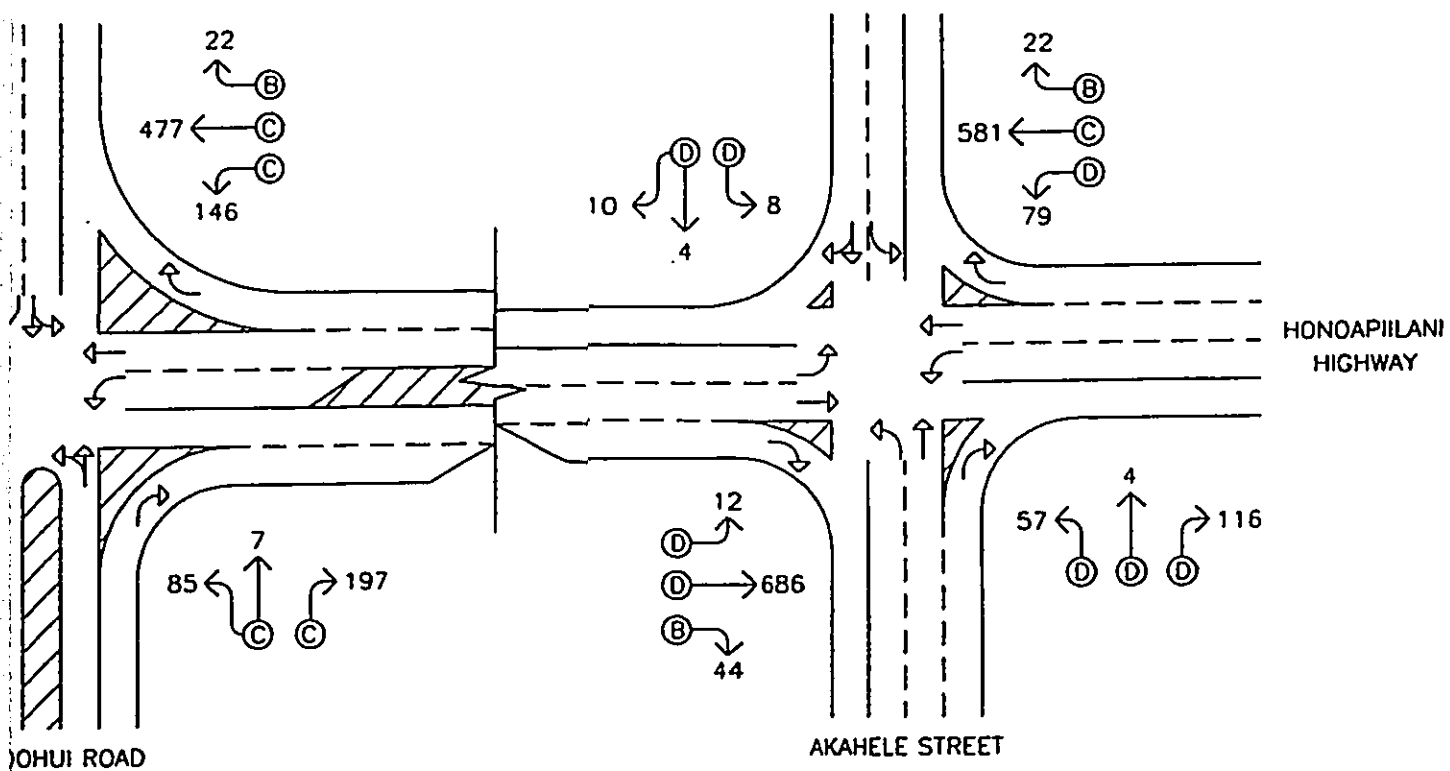 22
B
477 C
C
146
D D
10 8
4
22
B
581 C
D
79
HONOAPIILANI
HIGHWAY
7
85 197
C C
12
D
D 686
B
44
4
57 116
D D D
OHUI ROAD
AKAHELE STREET